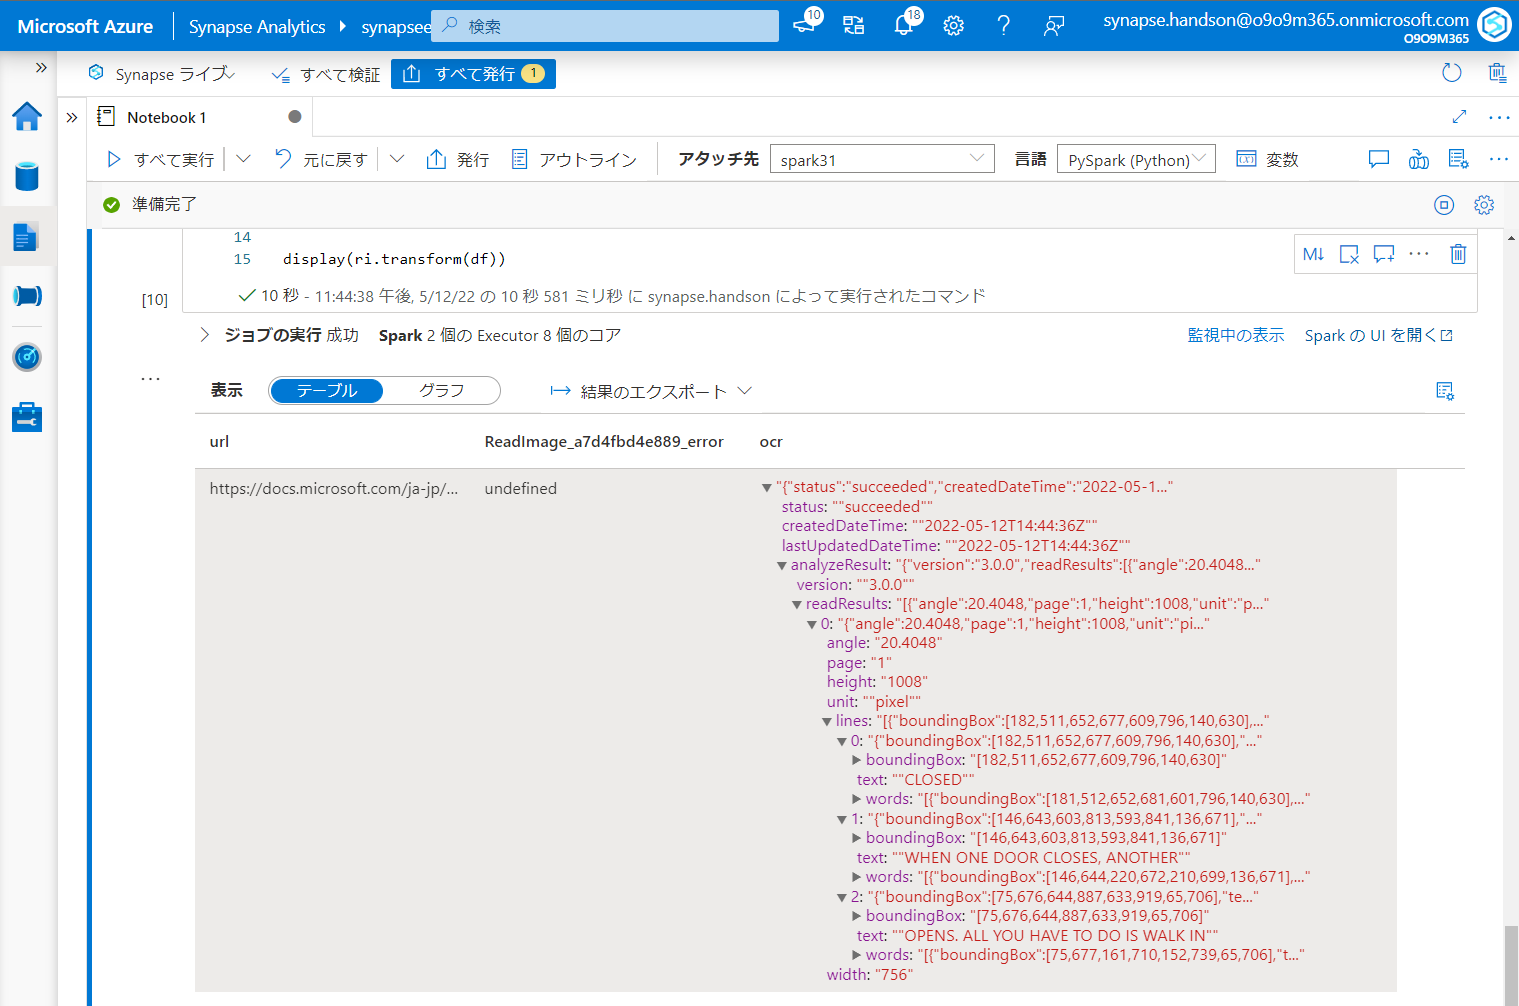 Microsoft Azure
Synapse Analytics
synapsee
検索
10
18
synapse.handson@o9o9m365.onmicrosoft.com
O9O9M365
Synapse ライブ
すべて検証
すべて発行 1
Notebook 1
すべて実行
元に戻す
発行
アウトライン
アタッチ先
spark31
言語
PySpark (Python)
変数
準備完了
14
15 display(ri.transform(df))
M↓
[10]
10 秒 - 11:44:38 午後, 5/12/22 の 10 秒 581 ミリ秒 に synapse.handson によって実行されたコマンド
ジョブの実行 成功 Spark 2 個の Executor 8 個のコア
監視中の表示
Spark の UI を開く
表示
テーブル
グラフ
結果のエクスポート
url
ReadImage_a7d4fbd4e889_error
ocr
https://docs.microsoft.com/ja-jp/...
undefined
"{"status":"succeeded","createdDateTime":"2022-05-1..."
status: ""succeeded""
createdDateTime: ""2022-05-12T14:44:36Z""
lastUpdatedDateTime: ""2022-05-12T14:44:36Z""
analyzeResult: "{"version":"3.0.0","readResults":[{"angle":20.4048..."
version: ""3.0.0""
readResults: "[{"angle":20.4048,"page":1,"height":1008,"unit":"p..."
0: "{"angle":20.4048,"page":1,"height":1008,"unit":"pi..."
angle: "20.4048"
page: "1"
height: "1008"
unit: ""pixel""
lines: "[{"boundingBox":[182,511,652,677,609,796,140,630],..."
0: "{"boundingBox":[182,511,652,677,609,796,140,630],"..."
boundingBox: "[182,511,652,677,609,796,140,630]"
text: ""CLOSED""
words: "[{"boundingBox":[181,512,652,681,601,796,140,630],..."
1: "{"boundingBox":[146,643,603,813,593,841,136,671],"..."
boundingBox: "[146,643,603,813,593,841,136,671]"
text: ""WHEN ONE DOOR CLOSES, ANOTHER""
words: "[{"boundingBox":[146,644,220,672,210,699,136,671],..."
2: "{"boundingBox":[75,676,644,887,633,919,65,706],"te..."
boundingBox: "[75,676,644,887,633,919,65,706]"
text: ""OPENS. ALL YOU HAVE TO DO IS WALK IN""
words: "[{"boundingBox":[75,677,161,710,152,739,65,706],"t..."
width: "756"